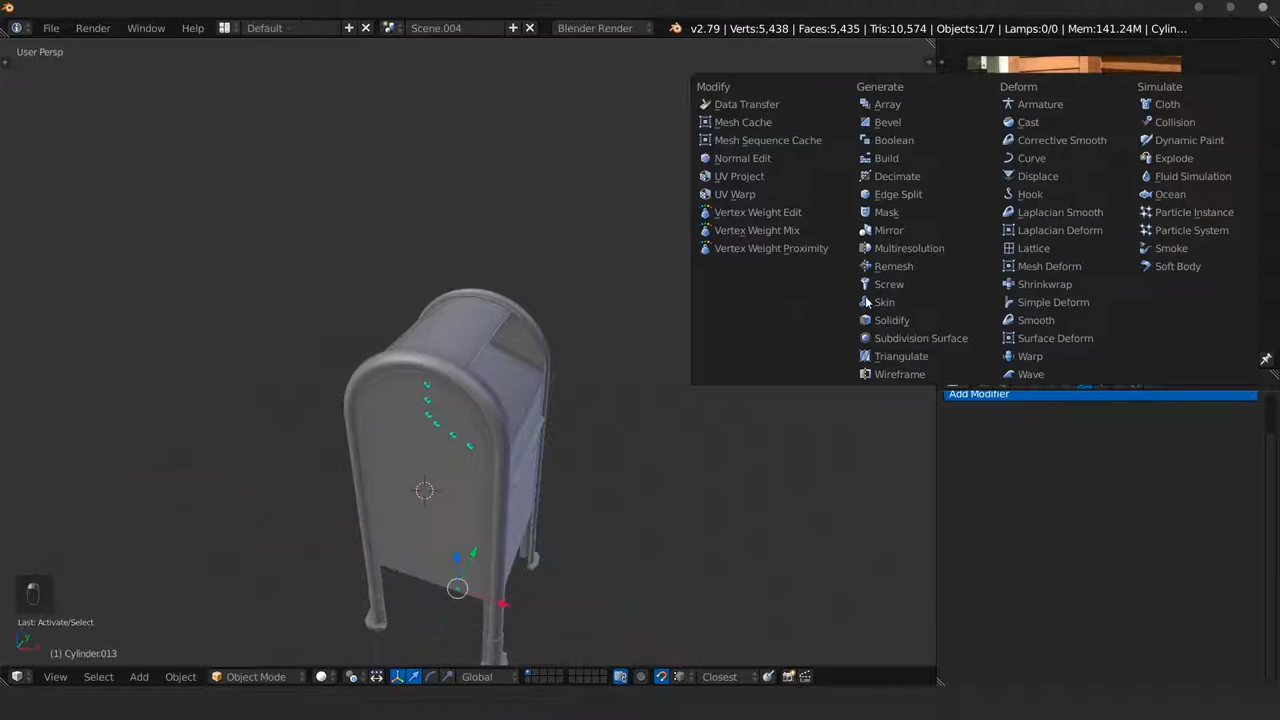 File Render Window Help Default Scene.004 Blender Render v2.79 | Verts:5,438 | Faces:5,435 | Tris:10,574 | Objects:1/7 | Lamps:0/0 | Mem:141.24M | Cylin...
User Persp
Modify Generate Deform Simulate
Data Transfer Array Armature Cloth
Mesh Cache Bevel Cast Collision
Mesh Sequence Cache Boolean Corrective Smooth Dynamic Paint
Normal Edit Build Curve Explode
UV Project Decimate Displace Fluid Simulation
UV Warp Edge Split Hook Ocean
Vertex Weight Edit Mask Laplacian Smooth Particle Instance
Vertex Weight Mix Mirror Laplacian Deform Particle System
Vertex Weight Proximity Multiresolution Lattice Smoke
Remesh Mesh Deform Soft Body
Screw Shrinkwrap
Skin Simple Deform
Solidify Smooth
Subdivision Surface Surface Deform
Triangulate Warp
Wireframe Wave
Add Modifier
Last: Activate/Select
(1) Cylinder.013
View Select Add Object Object Mode Global Closest